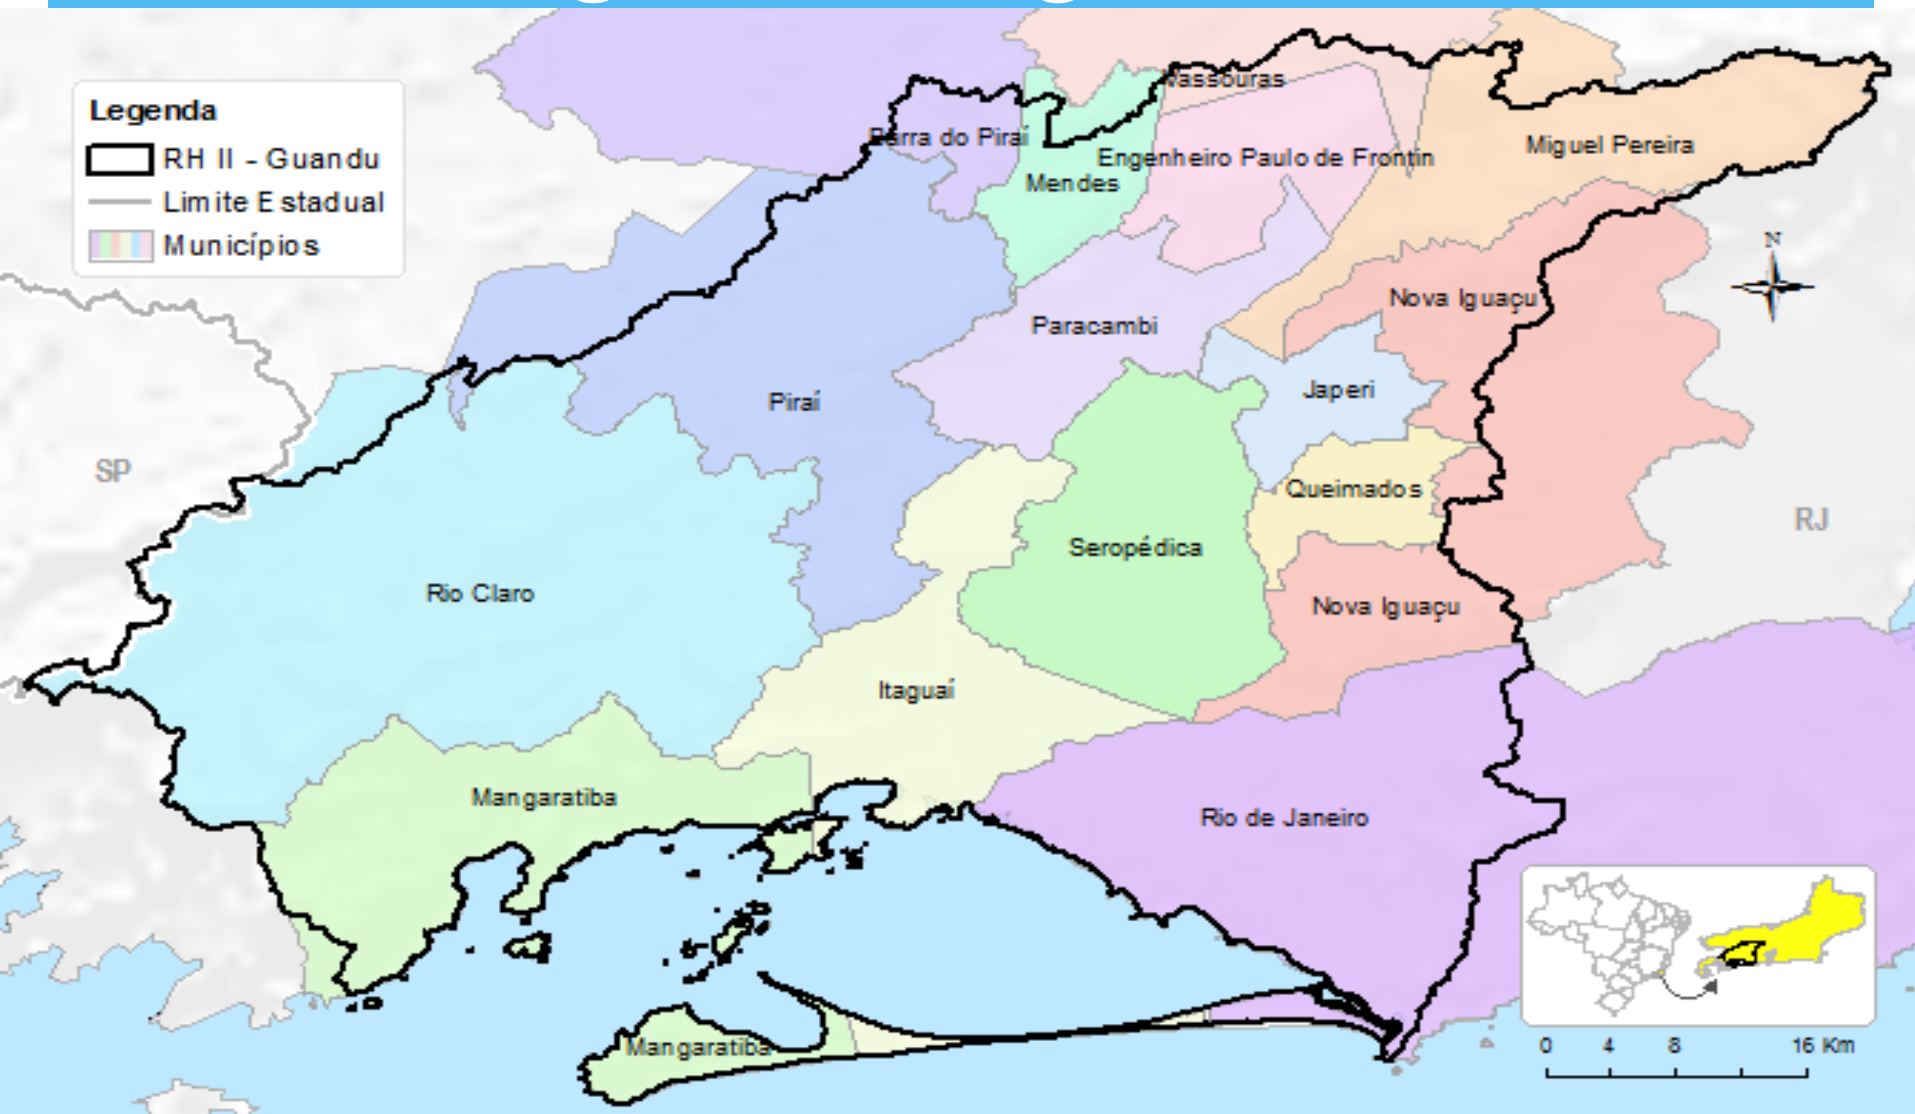 Legenda
RH II - Guandu
Limite Estadual
Municípios
Vassouras
Barra do Piraí
Engenheiro Paulo de Frontin
Miguel Pereira
Mendes
N
Nova Iguaçu
Paracambi
Japeri
Piraí
SP
Queimados
RJ
Seropédica
Rio Claro
Nova Iguaçu
Itaguaí
Mangaratiba
Rio de Janeiro
Mangaratiba
0 4 8 16 Km